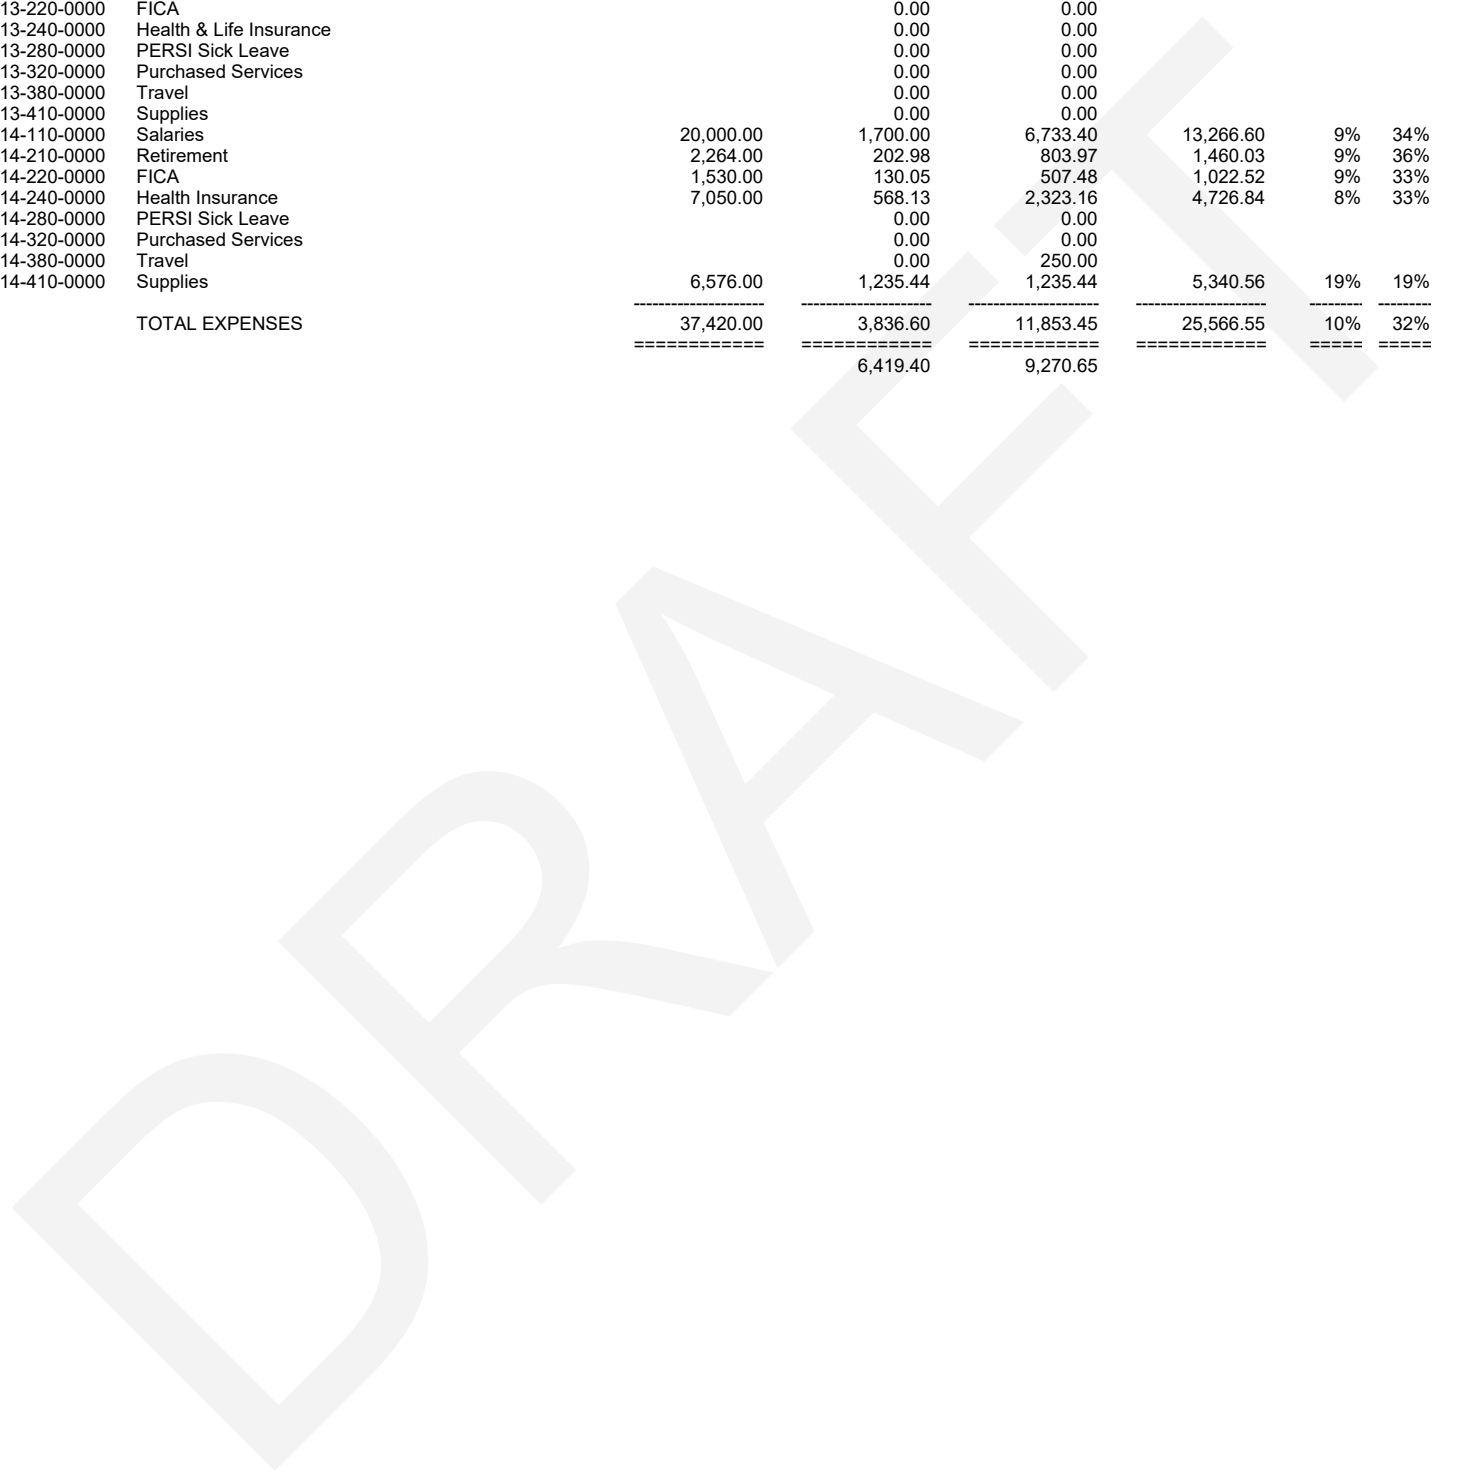 13-220-0000 FICA 0.00 0.00
13-240-0000 Health & Life Insurance 0.00 0.00
13-280-0000 PERSI Sick Leave 0.00 0.00
13-320-0000 Purchased Services 0.00 0.00
13-380-0000 Travel 0.00 0.00
13-410-0000 Supplies 0.00 0.00
14-110-0000 Salaries 20,000.00 1,700.00 6,733.40 13,266.60 9% 34%
14-210-0000 Retirement 2,264.00 202.98 803.97 1,460.03 9% 36%
14-220-0000 FICA 1,530.00 130.05 507.48 1,022.52 9% 33%
14-240-0000 Health Insurance 7,050.00 568.13 2,323.16 4,726.84 8% 33%
14-280-0000 PERSI Sick Leave 0.00 0.00
14-320-0000 Purchased Services 0.00 0.00
14-380-0000 Travel 0.00 250.00
14-410-0000 Supplies 6,576.00 1,235.44 1,235.44 5,340.56 19% 19%
--------------------- --------------------- --------------------- --------------------- -------- --------
TOTAL EXPENSES 37,420.00 3,836.60 11,853.45 25,566.55 10% 32%
============ ============ ============ ============ ===== =====
6,419.40 9,270.65
DRAFT